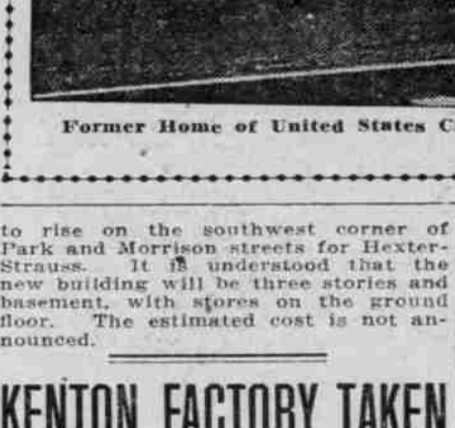 Former Home of United States C
to rise on the southwest corner of
Park and Morrison streets for Hexter-
Strauss. It is understood that the
new building will be three stories and
basement, with stores on the ground
floor. The estimated cost is not an-
nounced.
KENTON FACTORY TAKEN